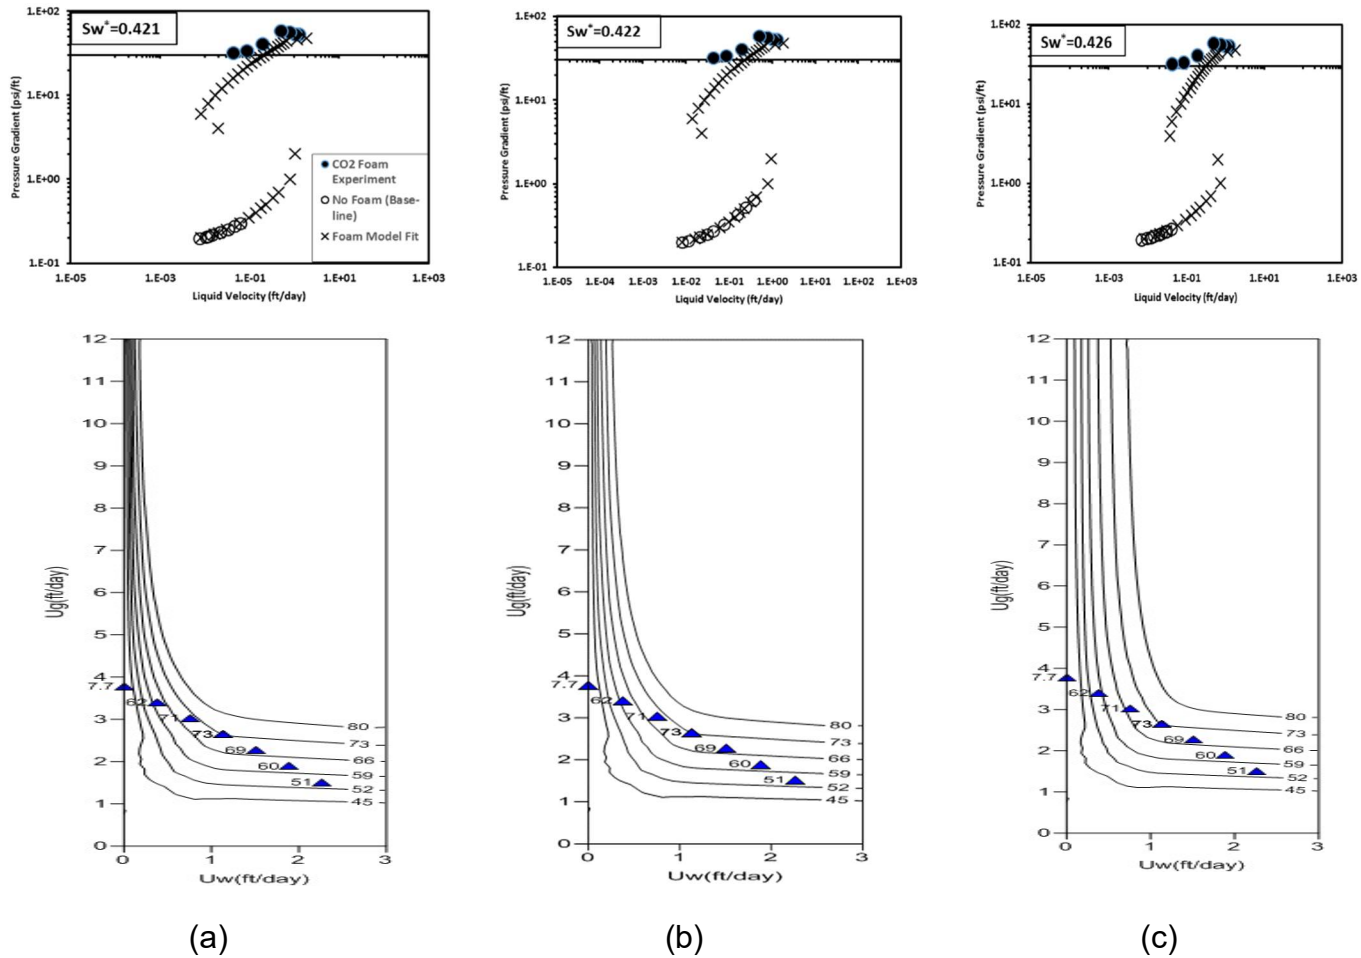 Sw*=0.421
1.E+02
1.E+01
1.E+00
1.E-01
Pressure Gradient (psi/ft)
CO2 Foam
Experiment
No Foam (Base-
line)
Foam Model Fit
1.E-05
1.E-03
1.E-01
1.E+01
1.E+03
Liquid Velocity (ft/day)
Sw*=0.422
1.E+02
1.E+01
1.E+00
1.E-01
Pressure Gradient (psi/ft)
1.E-05
1.E-04
1.E-03
1.E-02
1.E-01
1.E+00
1.E+01
1.E+02
1.E+03
Liquid Velocity (ft/day)
Sw*=0.426
1.E+02
1.E+01
1.E+00
1.E-01
Pressure Gradient (psi/ft)
1.E-05
1.E-03
1.E-01
1.E+01
1.E+03
Liquid Velocity (ft/day)
12
11
10
9
8
7
6
5
4
3
2
1
0
Ug(ft/day)
7.7
62
71
73
69
60
51
80
73
66
59
52
45
0
1
2
3
Uw(ft/day)
12
11
10
9
8
7
6
5
4
3
2
1
0
Ug(ft/day)
7.7
62
71
73
69
60
51
80
73
66
59
52
45
0
1
2
3
Uw(ft/day)
12
11
10
9
8
7
6
5
4
3
2
1
0
Ug(ft/day)
7.7
62
71
73
69
60
51
80
73
66
59
52
45
0
1
2
3
Uw(ft/day)
(a)
(b)
(c)